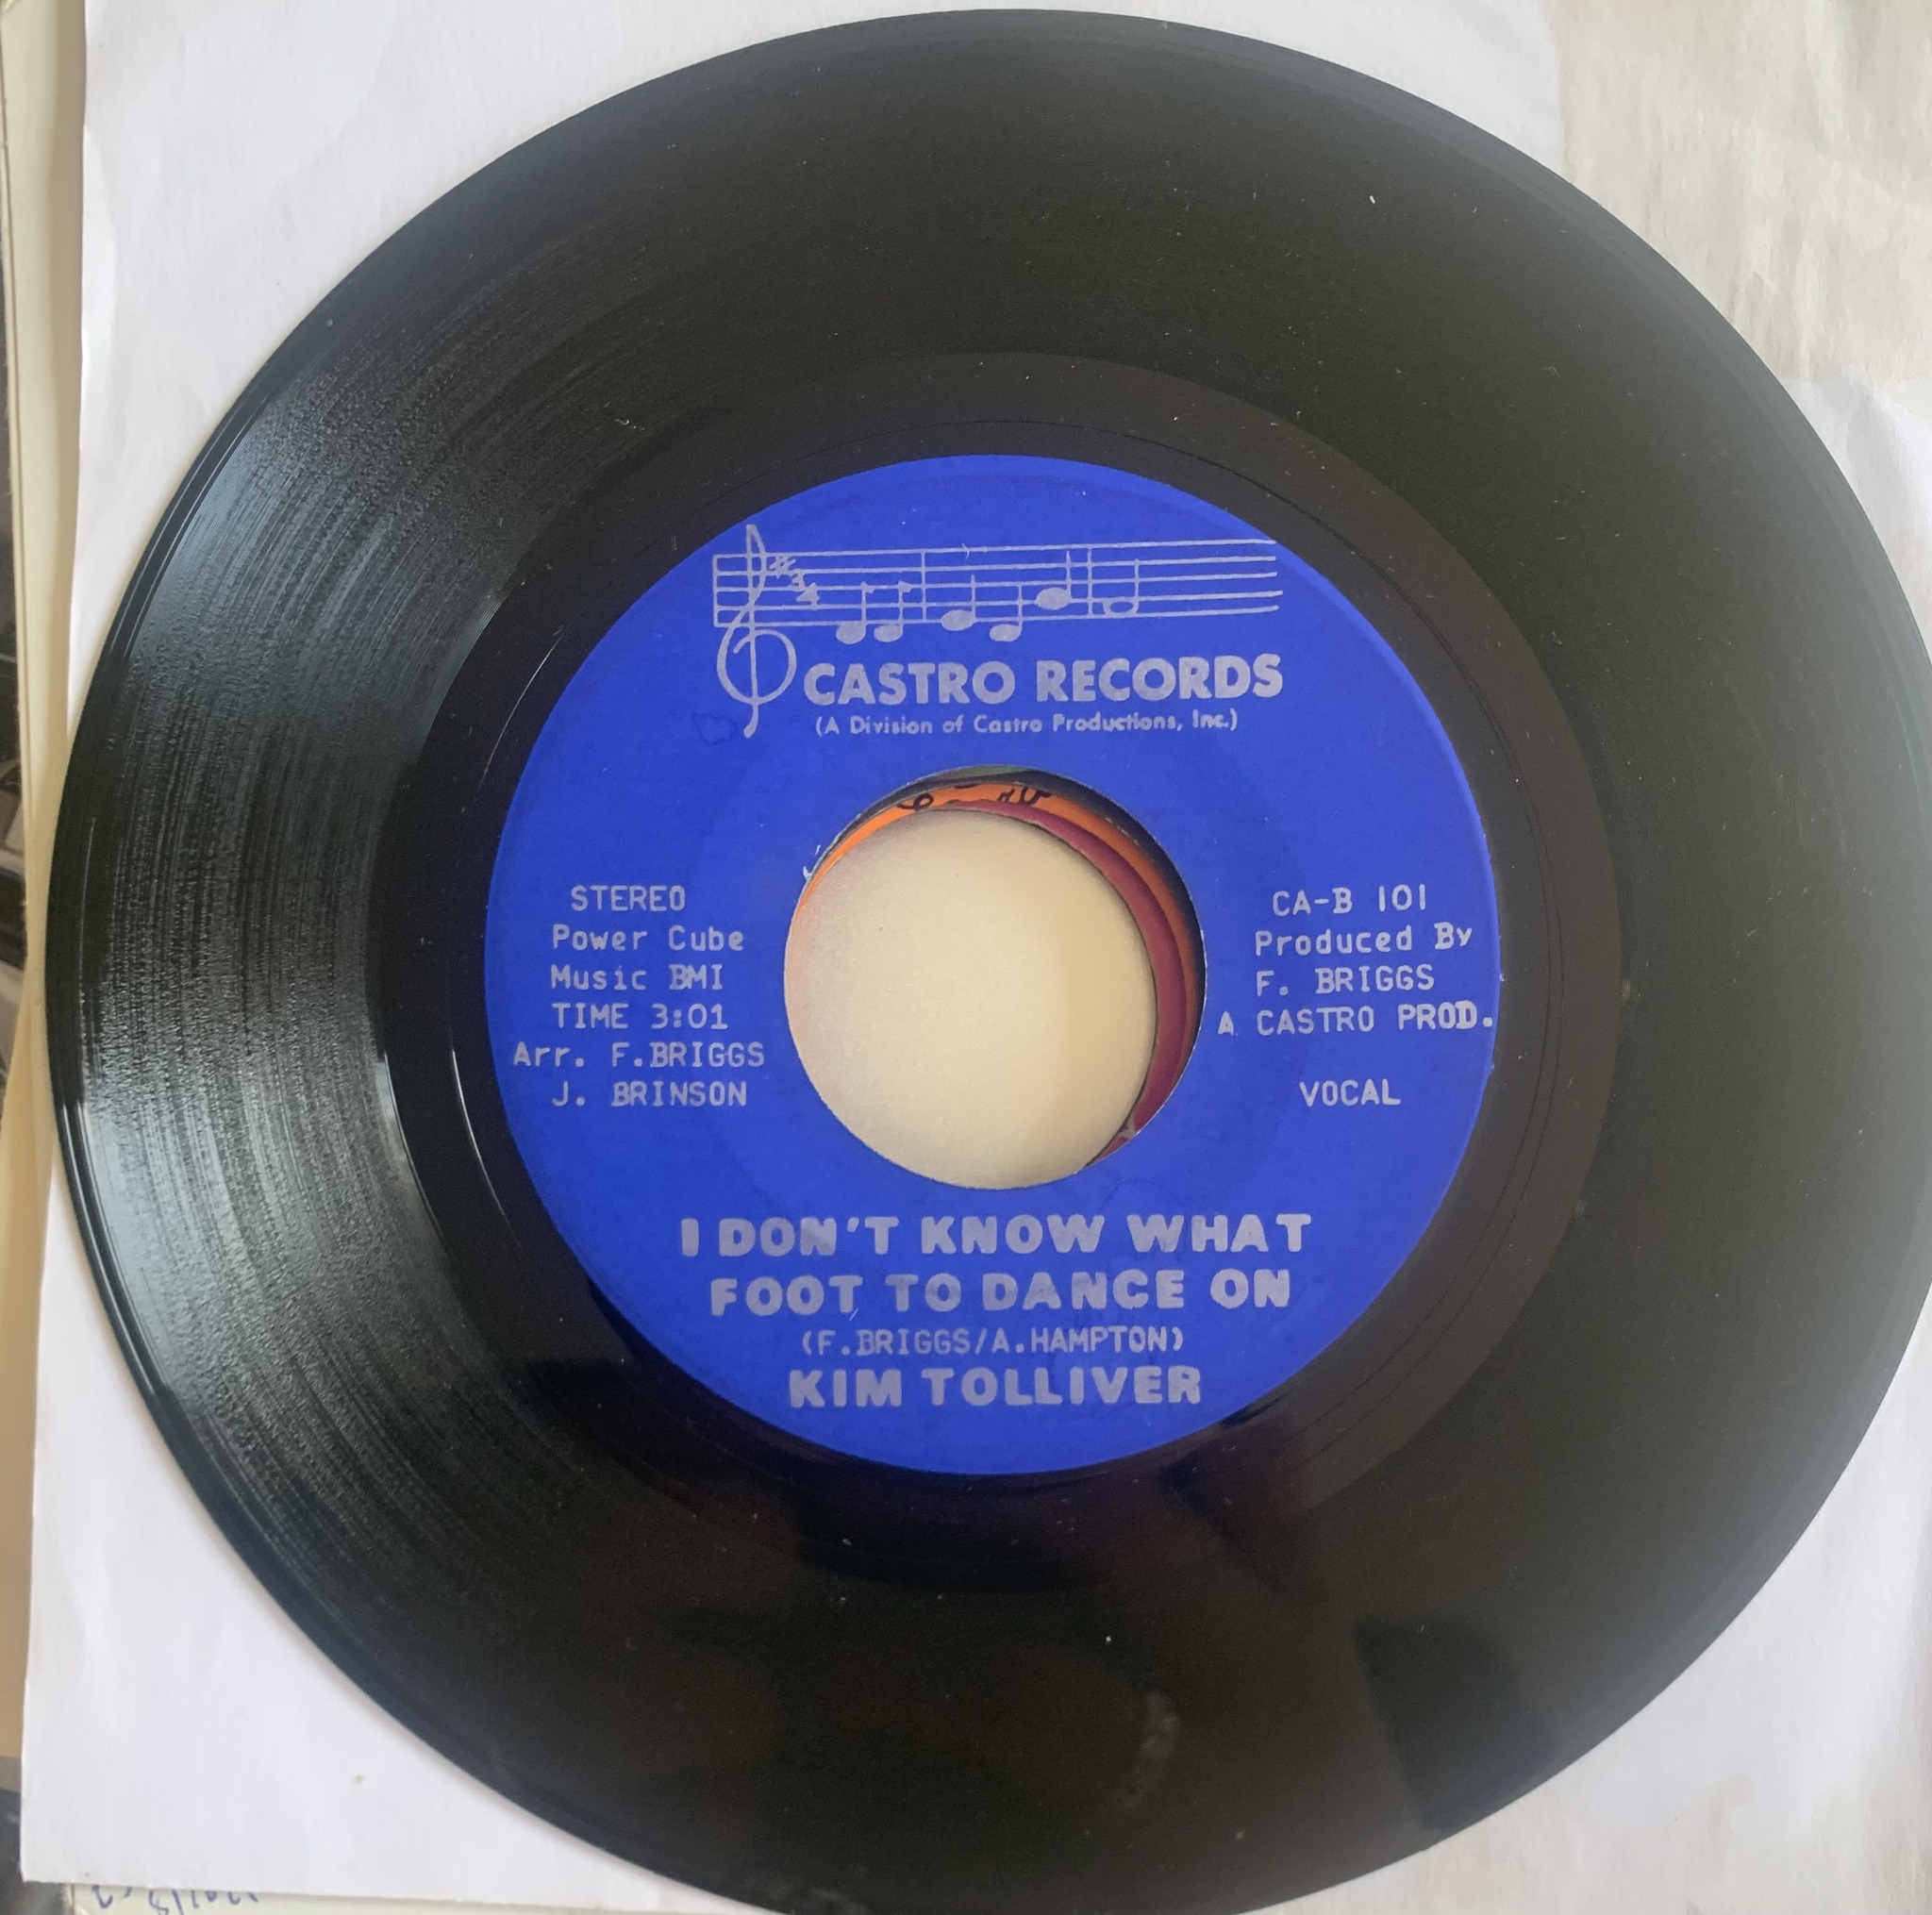 CASTRO RECORDS
(A Division of Castro Productions, Inc.)
STEREO
Power Cube
Music BMI
TIME 3:01
Arr. F.BRIGGS
J. BRINSON
CA-B 101
Produced By
F. BRIGGS
A CASTRO PROD.
VOCAL
I DON'T KNOW WHAT
FOOT TO DANCE ON
(F.BRIGGS/A.HAMPTON)
KIM TOLLIVER